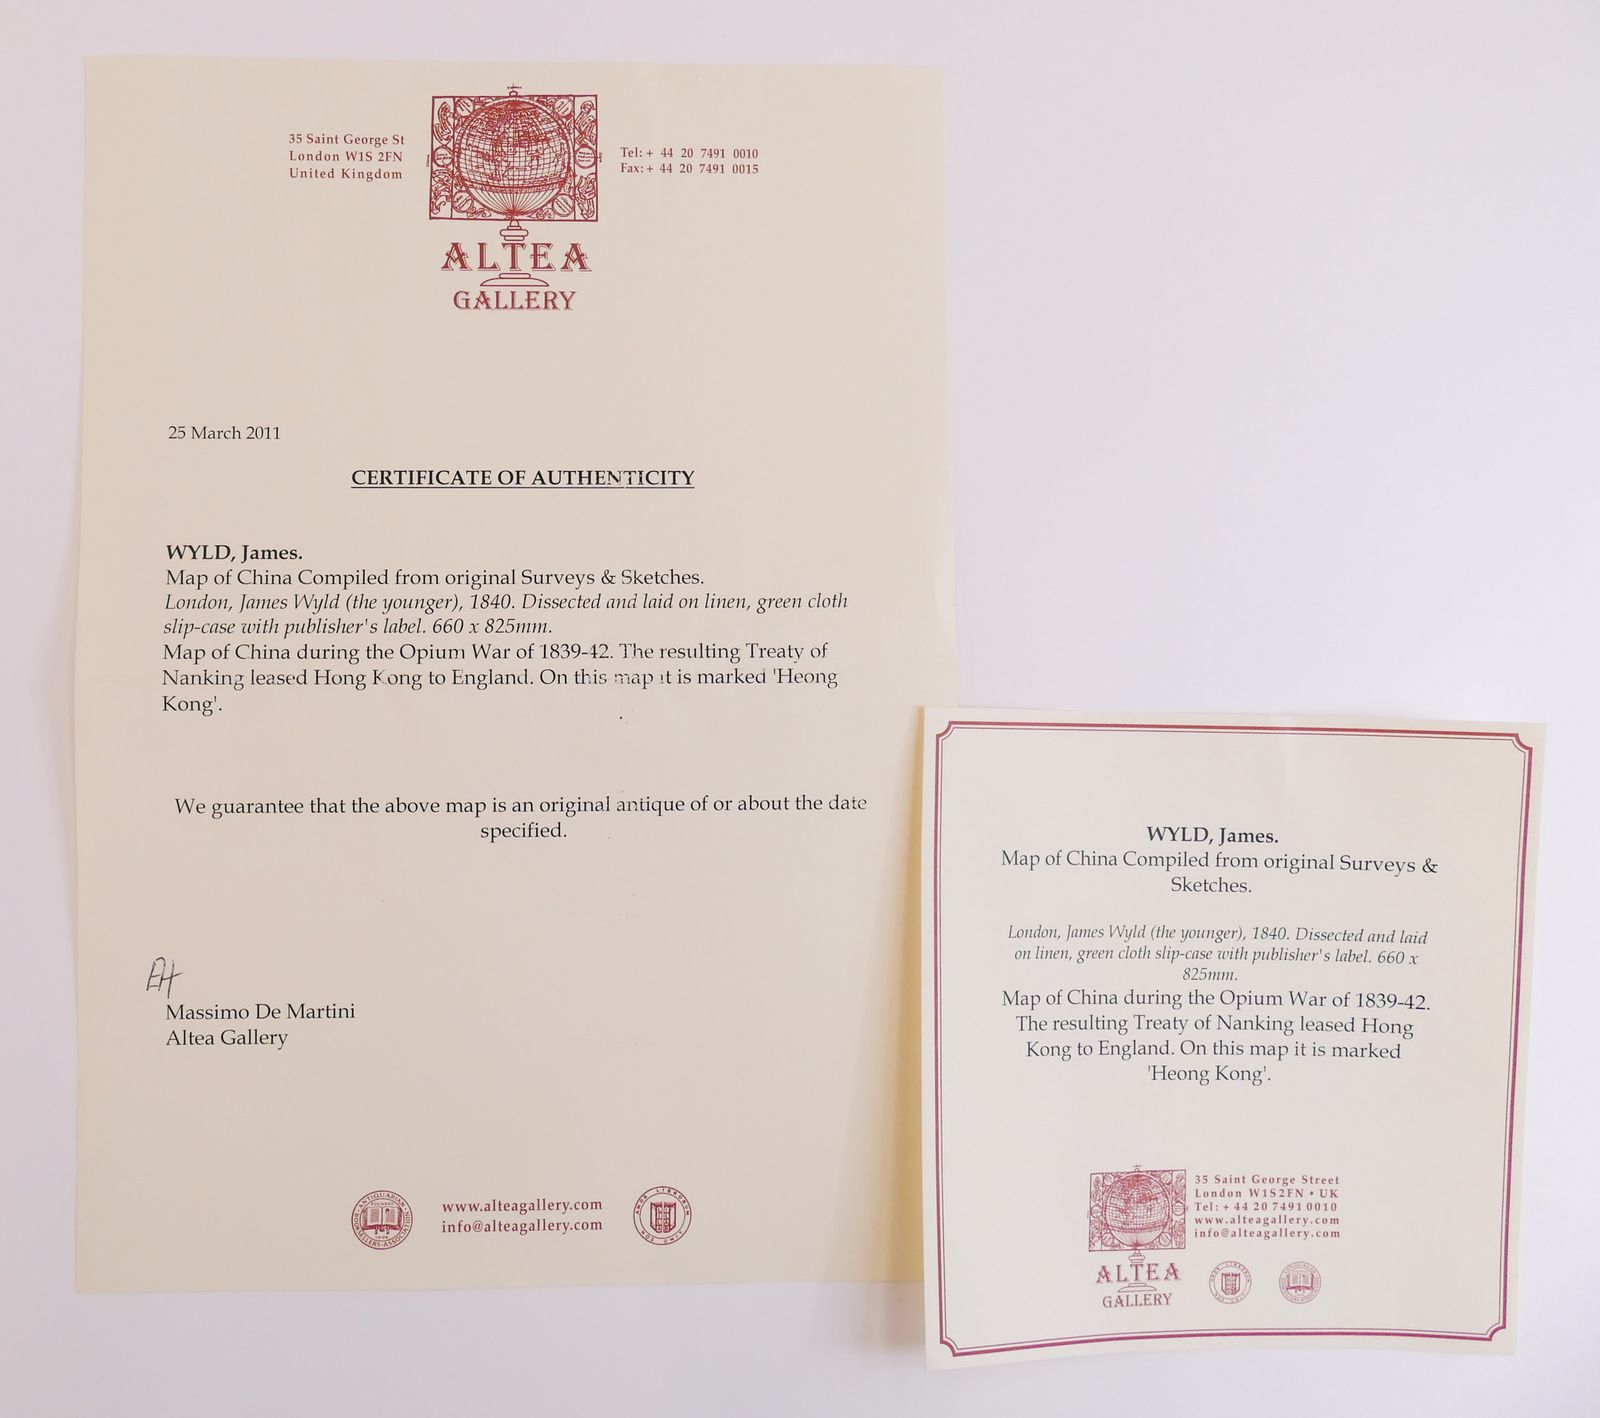 35 Saint George St
London W1S 2FN
United Kingdom
Tel: + 44 20 7491 0010
Fax: + 44 20 7491 0015
ALTEA
GALLERY
25 March 2011
CERTIFICATE OF AUTHENTICITY
WYLD, James.
Map of China Compiled from original Surveys & Sketches.
London, James Wyld (the younger), 1840. Dissected and laid on linen, green cloth
slip-case with publisher's label. 660 x 825mm.
Map of China during the Opium War of 1839-42. The resulting Treaty of
Nanking leased Hong Kong to England. On this map it is marked 'Heong
Kong'.
We guarantee that the above map is an original antique of or about the date
specified.
Massimo De Martini
Altea Gallery
ANTIQUARIAN BOOKSELLERS ASSOCIATION
www.alteagallery.com
info@alteagallery.com
AMOR LIBRORUM NOS UNIT
WYLD, James.
Map of China Compiled from original Surveys &
Sketches.
London, James Wyld (the younger), 1840. Dissected and laid
on linen, green cloth slip-case with publisher's label. 660 x
825mm.
Map of China during the Opium War of 1839-42.
The resulting Treaty of Nanking leased Hong
Kong to England. On this map it is marked
'Heong Kong'.
35 Saint George Street
London W1S2FN • UK
Tel: + 44 20 7491 0010
www.alteagallery.com
info@alteagallery.com
ALTEA
GALLERY